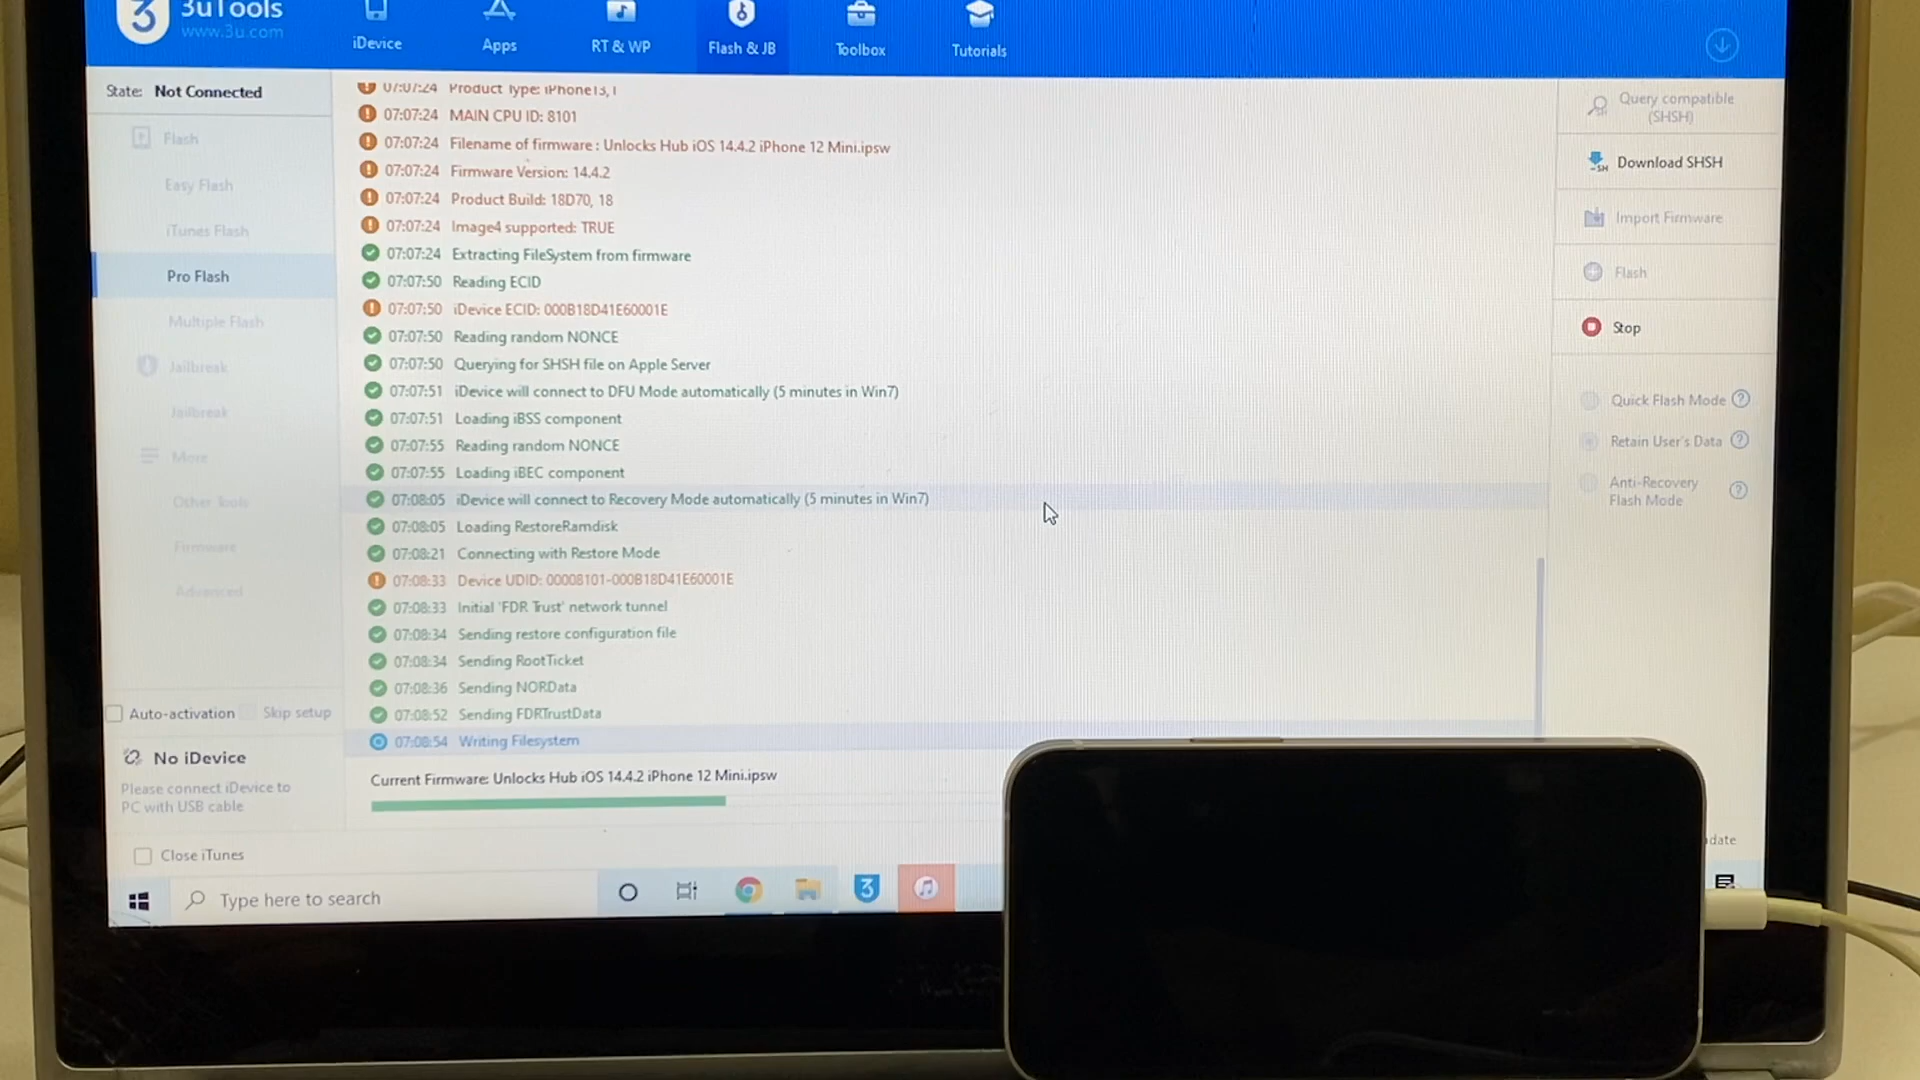 3uTools
www.3u.com
iDevice
Apps
RT & WP
Flash & JB
Toolbox
Tutorials
State: Not Connected
Flash
Easy Flash
iTunes Flash
Pro Flash
Multiple Flash
Jailbreak
Jailbreak
More
Other Tools
Firmware
Advanced
Auto-activation
Skip setup
No iDevice
Please connect iDevice to
PC with USB cable
Close iTunes
07:07:24 Product Type: iPhone13,1
07:07:24 MAIN CPU ID: 8101
07:07:24 Filename of firmware : Unlocks Hub iOS 14.4.2 iPhone 12 Mini.ipsw
07:07:24 Firmware Version: 14.4.2
07:07:24 Product Build: 18D70, 18
07:07:24 Image4 supported: TRUE
07:07:24 Extracting FileSystem from firmware
07:07:50 Reading ECID
07:07:50 iDevice ECID: 000B18D41E60001E
07:07:50 Reading random NONCE
07:07:50 Querying for SHSH file on Apple Server
07:07:51 iDevice will connect to DFU Mode automatically (5 minutes in Win7)
07:07:51 Loading iBSS component
07:07:55 Reading random NONCE
07:07:55 Loading iBEC component
07:08:05 iDevice will connect to Recovery Mode automatically (5 minutes in Win7)
07:08:05 Loading RestoreRamdisk
07:08:21 Connecting with Restore Mode
07:08:33 Device UDID: 00008101-000B18D41E60001E
07:08:33 Initial 'FDR Trust' network tunnel
07:08:34 Sending restore configuration file
07:08:34 Sending RootTicket
07:08:36 Sending NORData
07:08:52 Sending FDRTrustData
07:08:54 Writing Filesystem
Current Firmware: Unlocks Hub iOS 14.4.2 iPhone 12 Mini.ipsw
Query compatible
(SHSH)
Download SHSH
Import Firmware
Flash
Stop
Quick Flash Mode
Retain User's Data
Anti-Recovery
Flash Mode
Type here to search